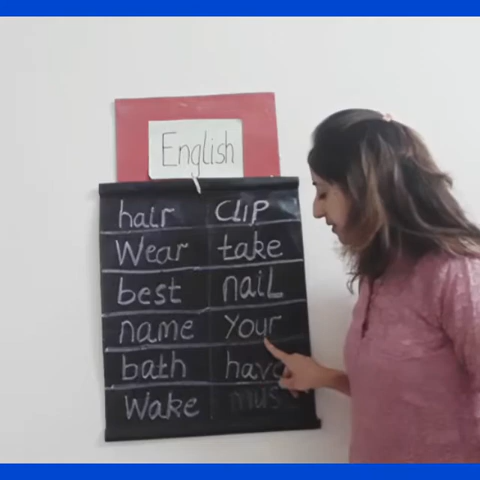 English
hair CLIP
Wear take
best naiL
name Your
bath have
Wake